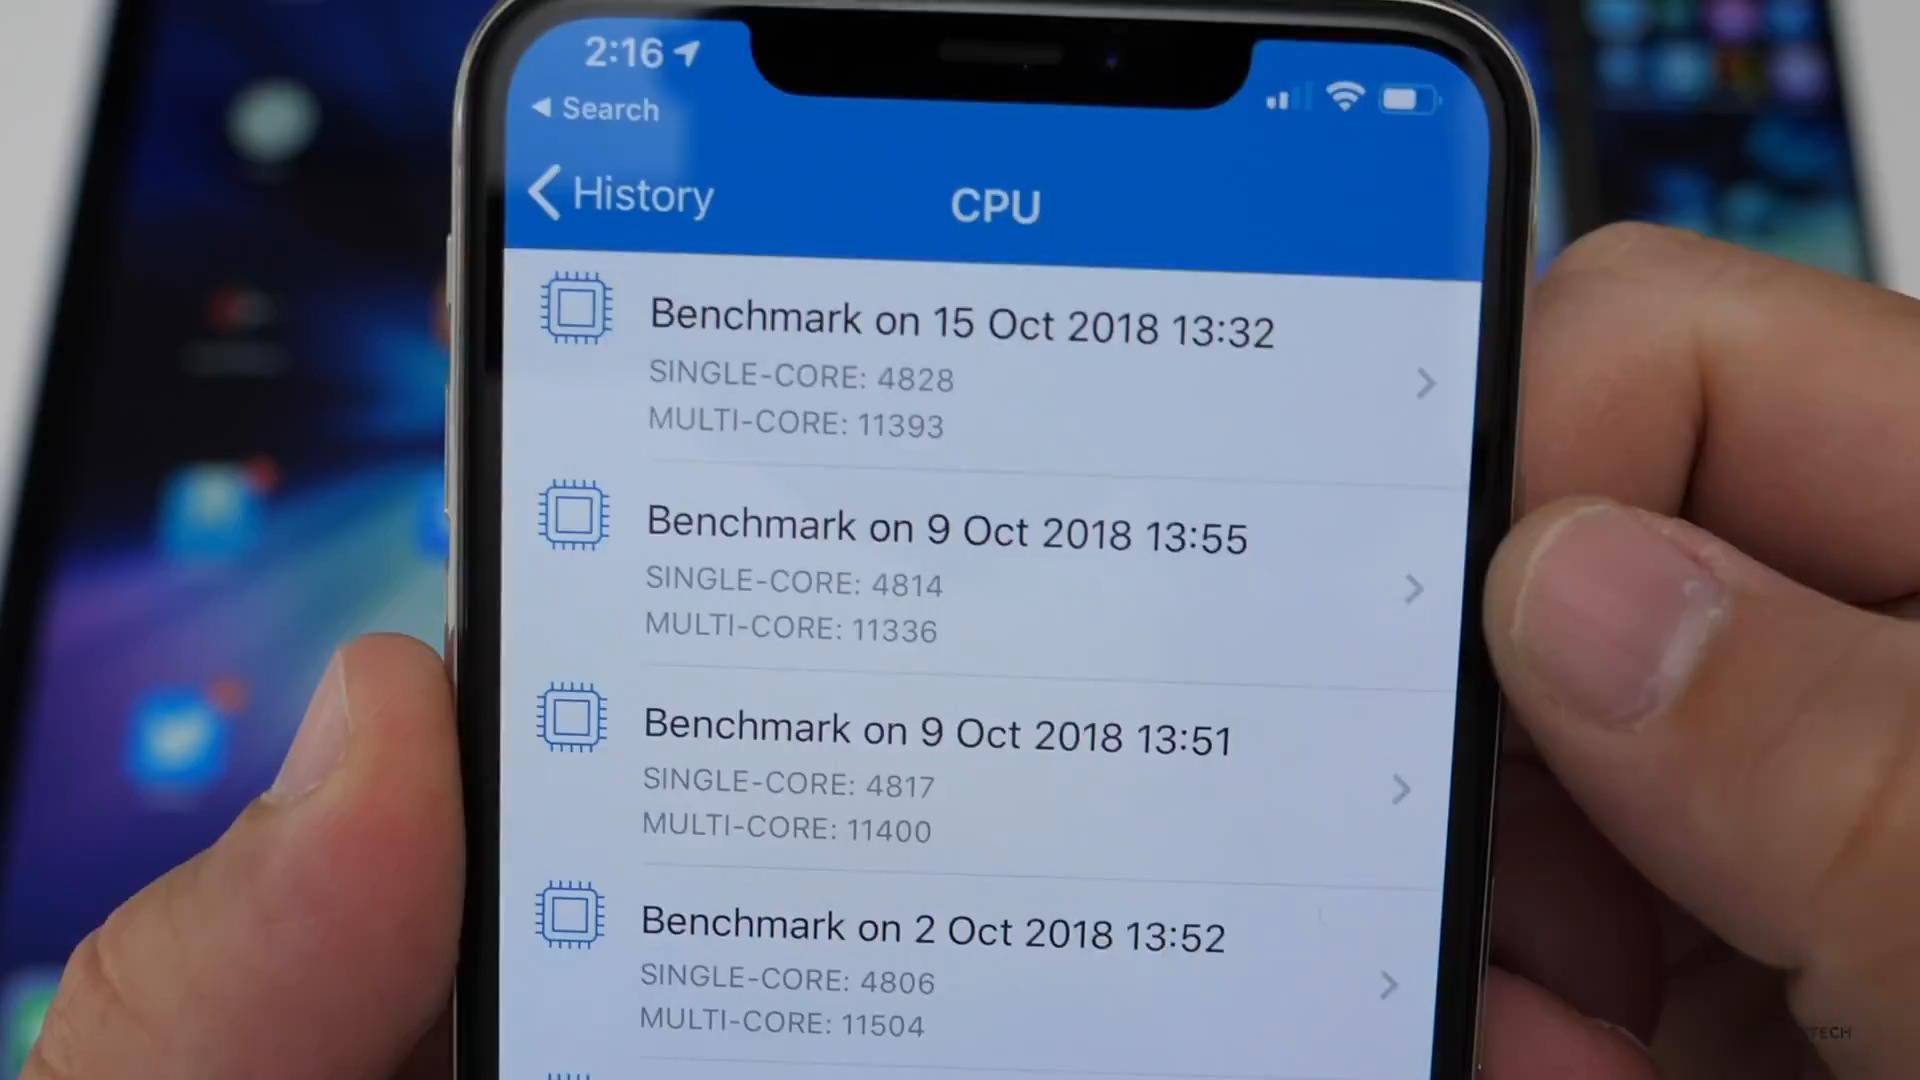 2:16
Search
History
CPU
Benchmark on 15 Oct 2018 13:32
SINGLE-CORE: 4828
MULTI-CORE: 11393
Benchmark on 9 Oct 2018 13:55
SINGLE-CORE: 4814
MULTI-CORE: 11336
Benchmark on 9 Oct 2018 13:51
SINGLE-CORE: 4817
MULTI-CORE: 11400
Benchmark on 2 Oct 2018 13:52
SINGLE-CORE: 4806
MULTI-CORE: 11504